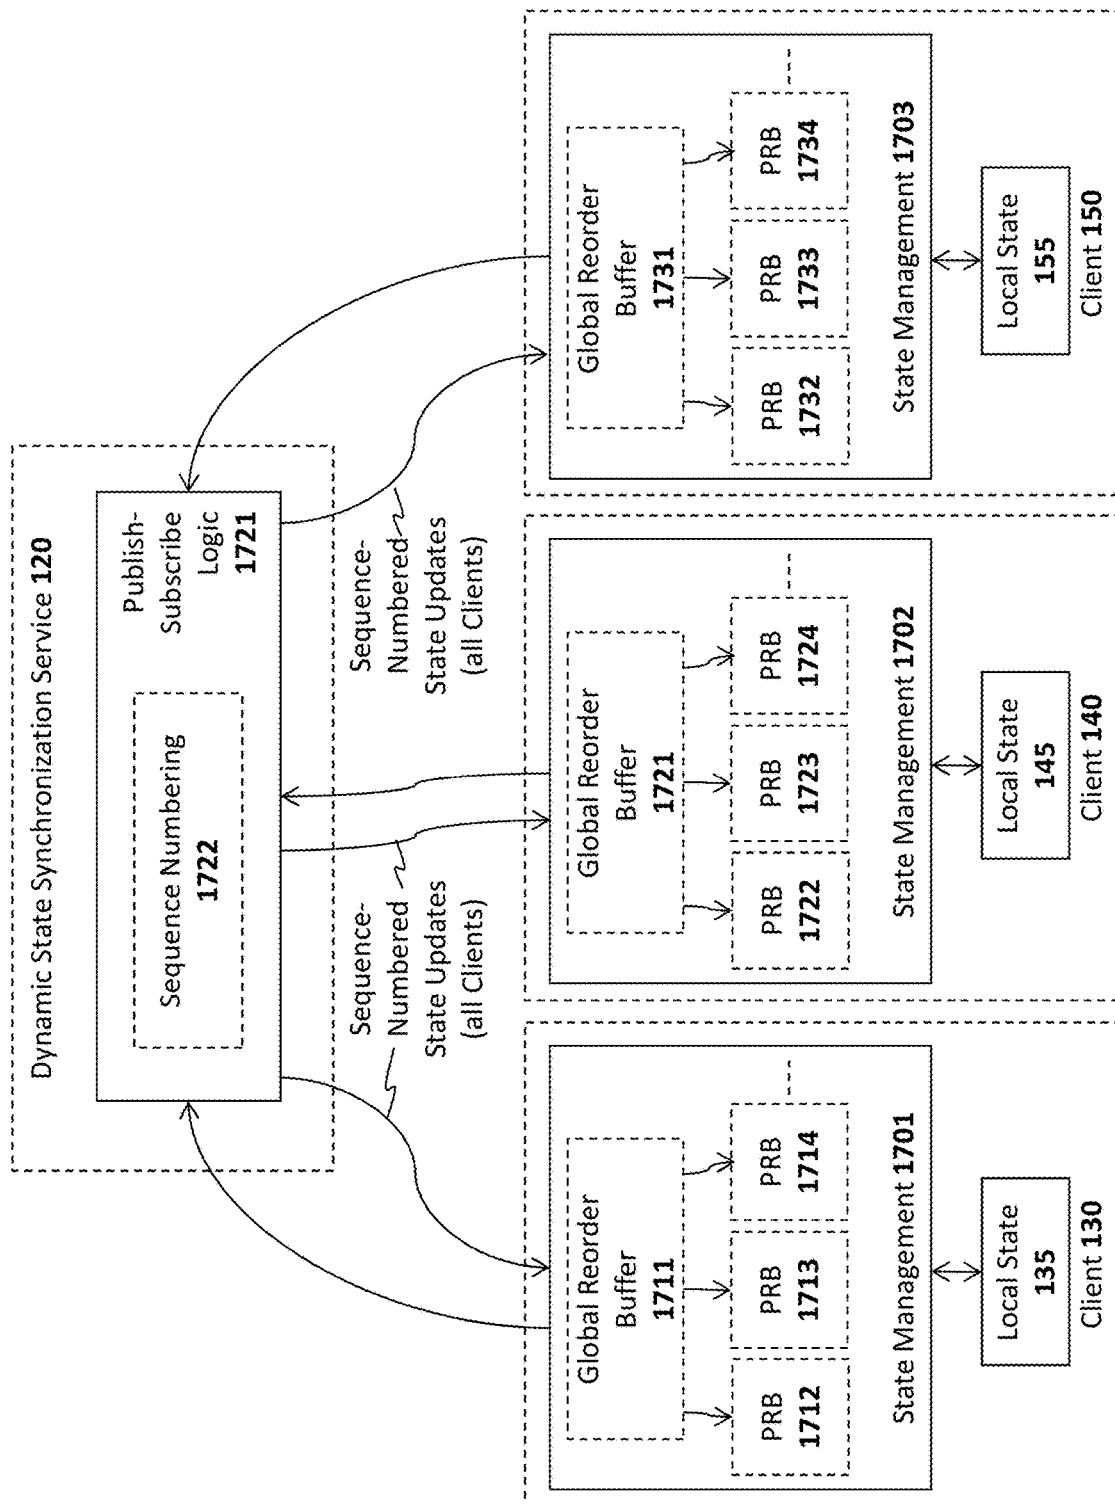 Dynamic State Synchronization Service 120
Publish-
Subscribe
Logic
1721
Sequence Numbering
1722
Sequence-
Numbered
State Updates
(all Clients)
Sequence-
Numbered
State Updates
(all Clients)
Global Reorder
Buffer
1711
PRB
1712
PRB
1713
PRB
1714
State Management 1701
Local State
135
Client 130
Global Reorder
Buffer
1721
PRB
1722
PRB
1723
PRB
1724
State Management 1702
Local State
145
Client 140
Global Reorder
Buffer
1731
PRB
1732
PRB
1733
PRB
1734
State Management 1703
Local State
155
Client 150